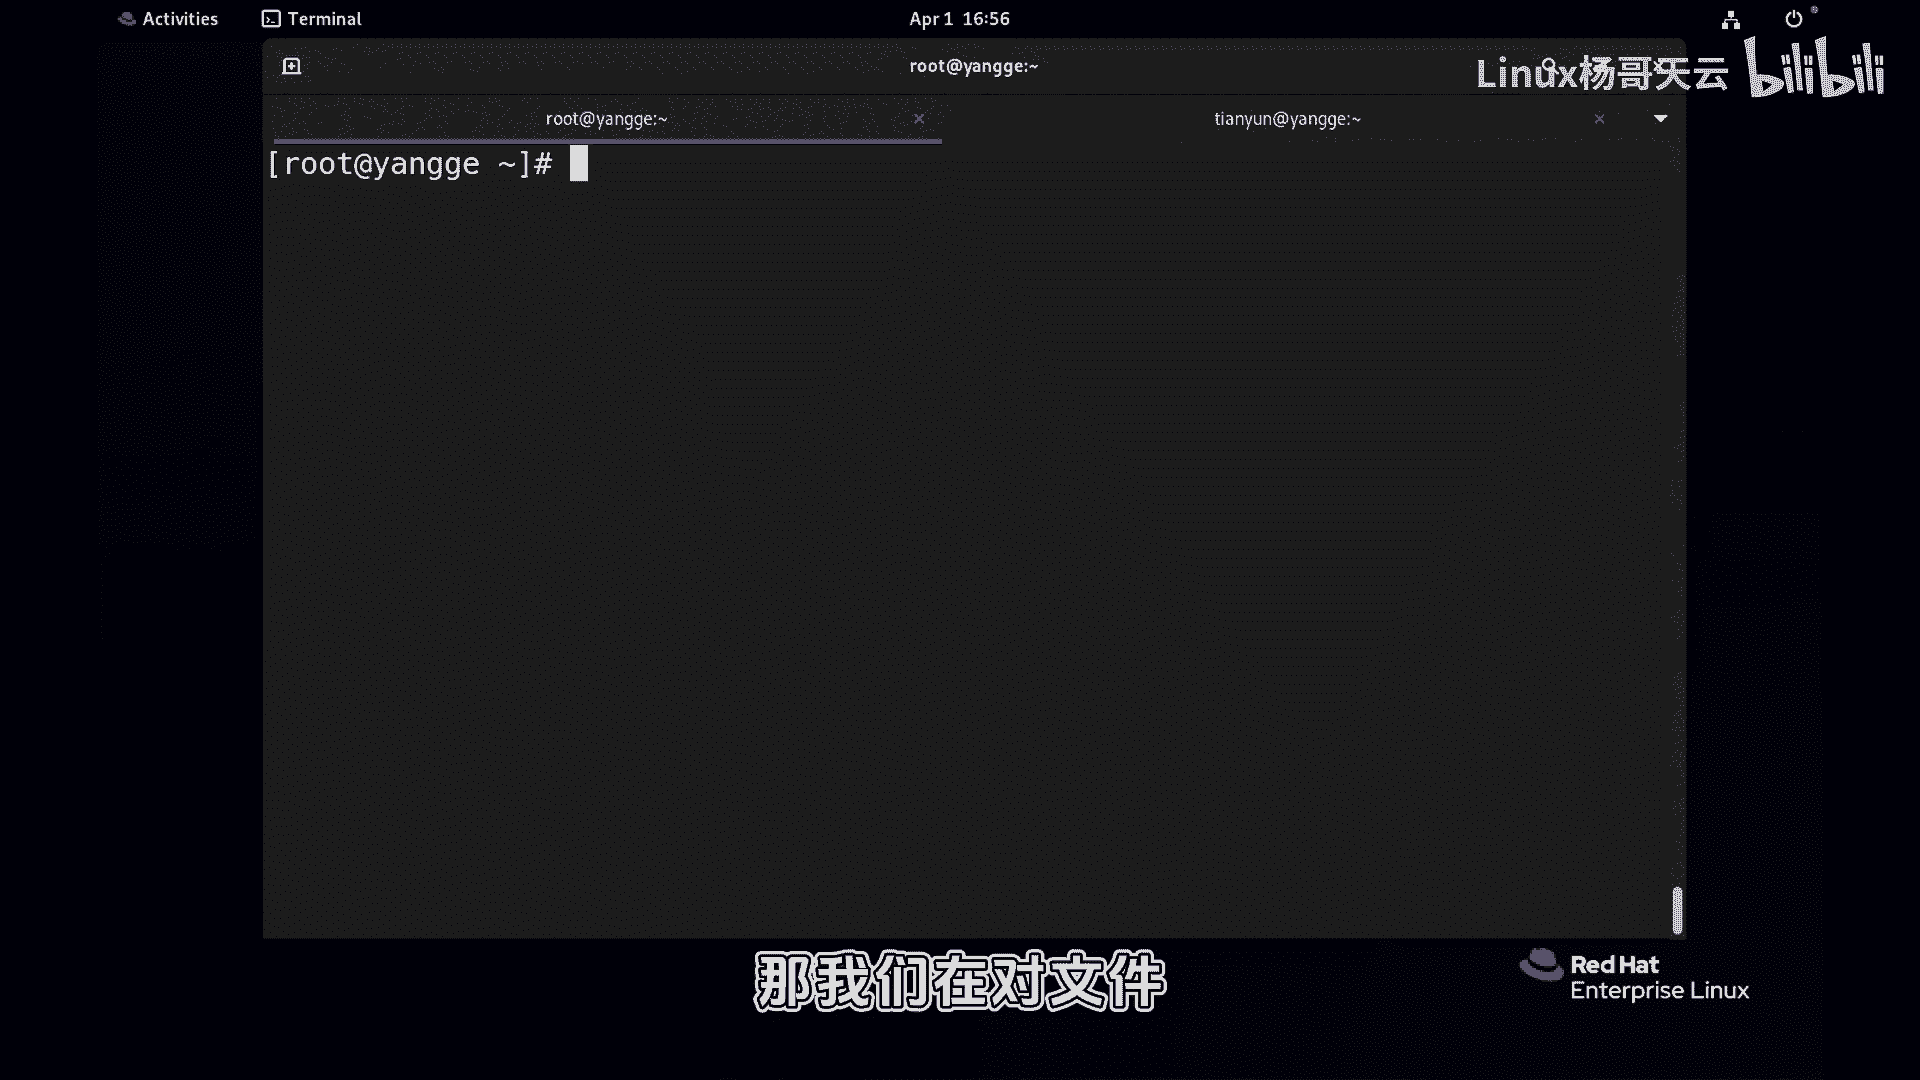 Activities Terminal Apr 1 16:56
root@yangge:~
Linux杨哥天云 bilibili
root@yangge:~ tianyun@yangge:~
[root@yangge ~]#
那我们在对文件
Red Hat
Enterprise Linux